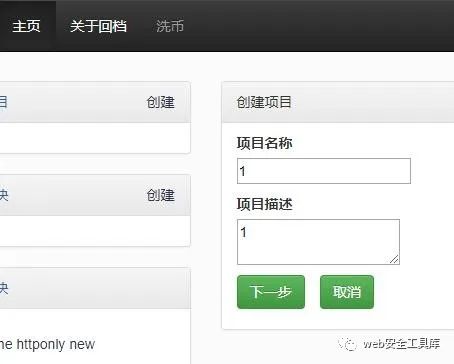 主页 关于回档 洗币
目 创建
创建项目
项目名称
1
块 创建
项目描述
1
块
下一步 取消
he httponly new
web安全工具库